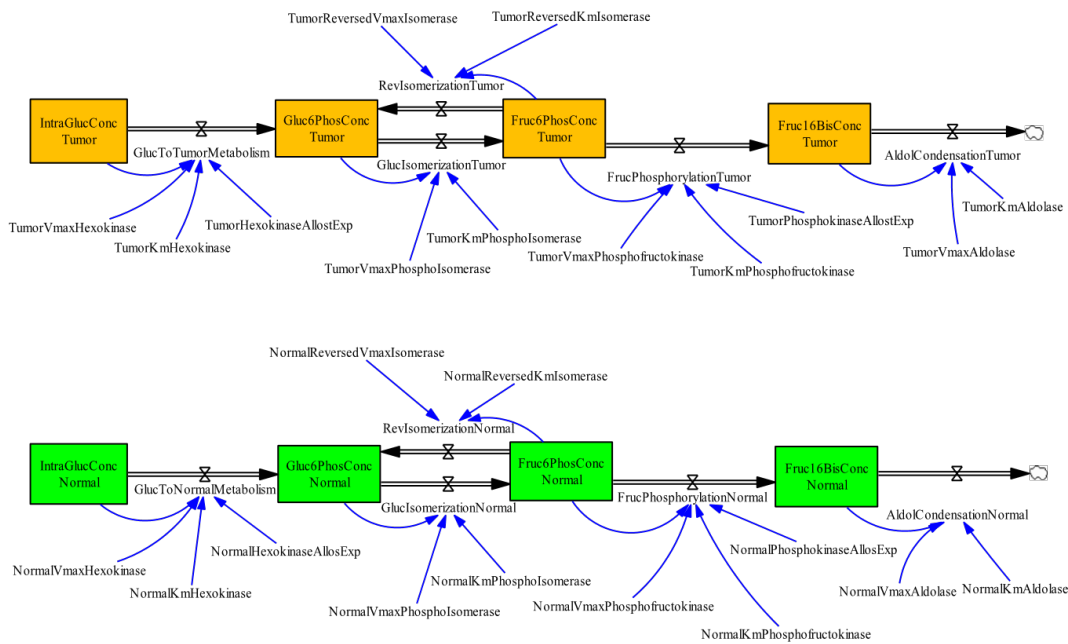 TumorReversedVmaxIsomerase
TumorReversedKmIsomerase
RevIsomerizationTumor
IntraGlucConc
Tumor
Gluc6PhosConc
Tumor
Fruc6PhosConc
Tumor
Fruc16BisConc
Tumor
GlucToTumorMetabolism
GlucIsomerizationTumor
FrucPhosphorylationTumor
AldolCondensationTumor
TumorVmaxHexokinase
TumorKmHexokinase
TumorHexokinaseAllostExp
TumorKmPhosphoIsomerase
TumorVmaxPhosphoIsomerase
TumorVmaxPhosphofructokinase
TumorKmPhosphofructokinase
TumorPhosphokinaseAllostExp
TumorKmAldolase
TumorVmaxAldolase
NormalReversedVmaxIsomerase
NormalReversedKmIsomerase
RevIsomerizationNormal
IntraGlucConc
Normal
Gluc6PhosConc
Normal
Fruc6PhosConc
Normal
Fruc16BisConc
Normal
GlucToNormalMetabolism
GlucIsomerizationNormal
FrucPhosphorylationNormal
AldolCondensationNormal
NormalVmaxHexokinase
NormalKmHexokinase
NormalHexokinaseAllosExp
NormalKmPhosphoIsomerase
NormalVmaxPhosphoIsomerase
NormalVmaxPhosphofructokinase
NormalKmPhosphofructokinase
NormalPhosphokinaseAllosExp
NormalVmaxAldolase
NormalKmAldolase